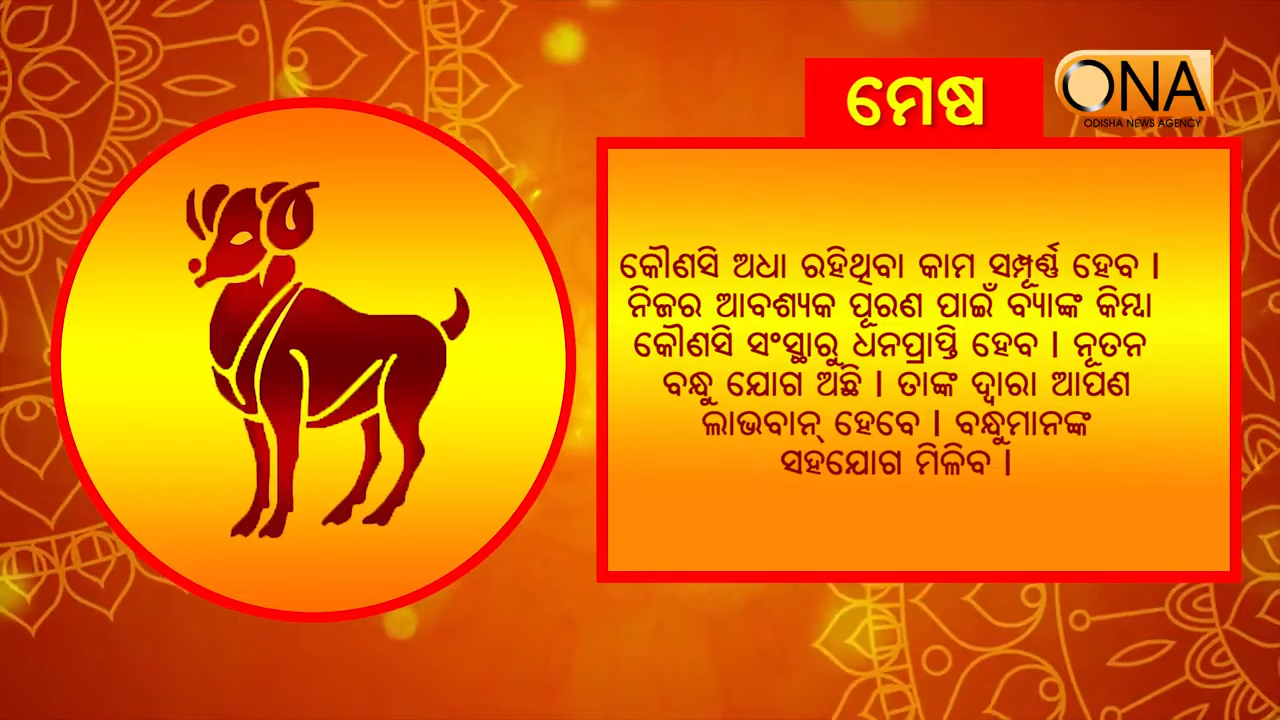 ମେଷ
ONA
ODISHA NEWS AGENCY
କୌଣସି ଅଧା ରହିଥିବା କାମ ସମ୍ପୂର୍ଣ୍ଣ ହେବ ।
ନିଜର ଆବଶ୍ୟକ ପୂରଣ ପାଇଁ ବ୍ୟାଙ୍କ କିମ୍ବା
କୌଣସି ସଂସ୍ଥାରୁ ଧନପ୍ରାପ୍ତି ହେବ । ନୂତନ
ବନ୍ଧୁ ଯୋଗ ଅଛି । ତାଙ୍କ ଦ୍ୱାରା ଆପଣ
ଲାଭବାନ୍ ହେବେ । ବନ୍ଧୁମାନଙ୍କ
ସହଯୋଗ ମିଳିବ ।